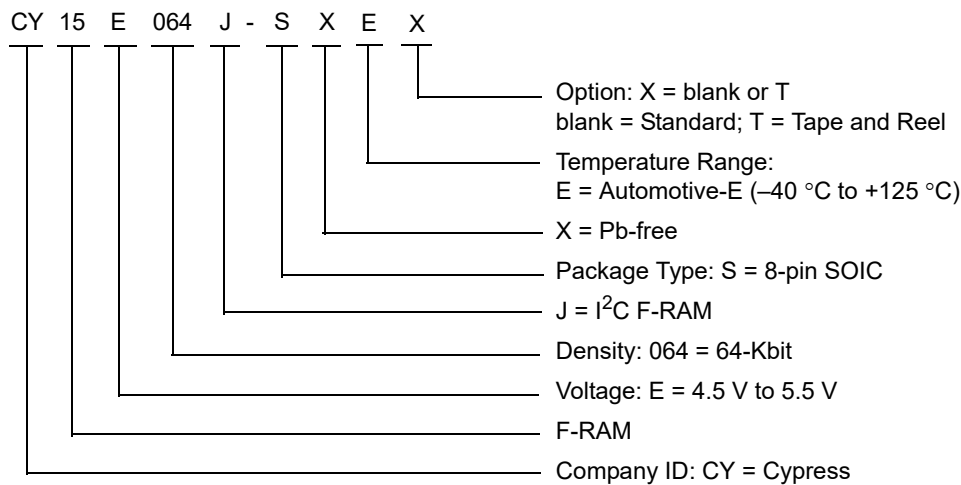 CY 15 E 064 J - S X E X
Option: X = blank or T
blank = Standard; T = Tape and Reel
Temperature Range:
E = Automotive-E (–40 °C to +125 °C)
X = Pb-free
Package Type: S = 8-pin SOIC
J = I²C F-RAM
Density: 064 = 64-Kbit
Voltage: E = 4.5 V to 5.5 V
F-RAM
Company ID: CY = Cypress